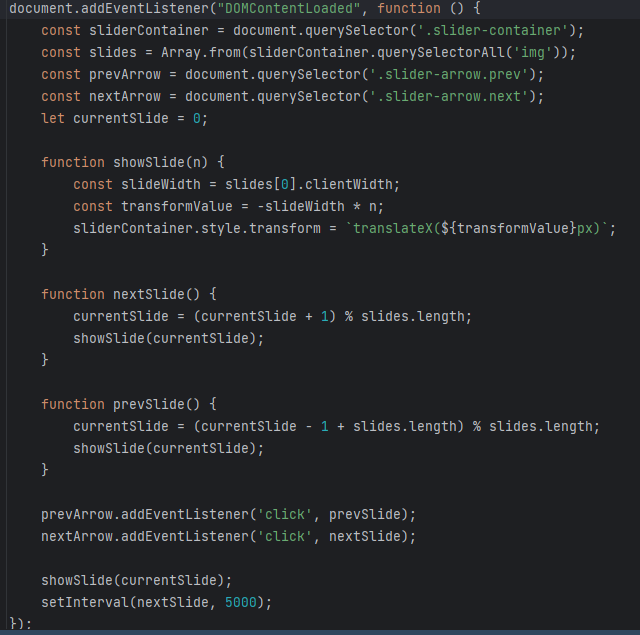 document.addEventListener("DOMContentLoaded", function () {
    const sliderContainer = document.querySelector('.slider-container');
    const slides = Array.from(sliderContainer.querySelectorAll('img'));
    const prevArrow = document.querySelector('.slider-arrow.prev');
    const nextArrow = document.querySelector('.slider-arrow.next');
    let currentSlide = 0;

    function showSlide(n) {
        const slideWidth = slides[0].clientWidth;
        const transformValue = -slideWidth * n;
        sliderContainer.style.transform = `translateX(${transformValue}px)`;
    }

    function nextSlide() {
        currentSlide = (currentSlide + 1) % slides.length;
        showSlide(currentSlide);
    }

    function prevSlide() {
        currentSlide = (currentSlide - 1 + slides.length) % slides.length;
        showSlide(currentSlide);
    }

    prevArrow.addEventListener('click', prevSlide);
    nextArrow.addEventListener('click', nextSlide);

    showSlide(currentSlide);
    setInterval(nextSlide, 5000);
});